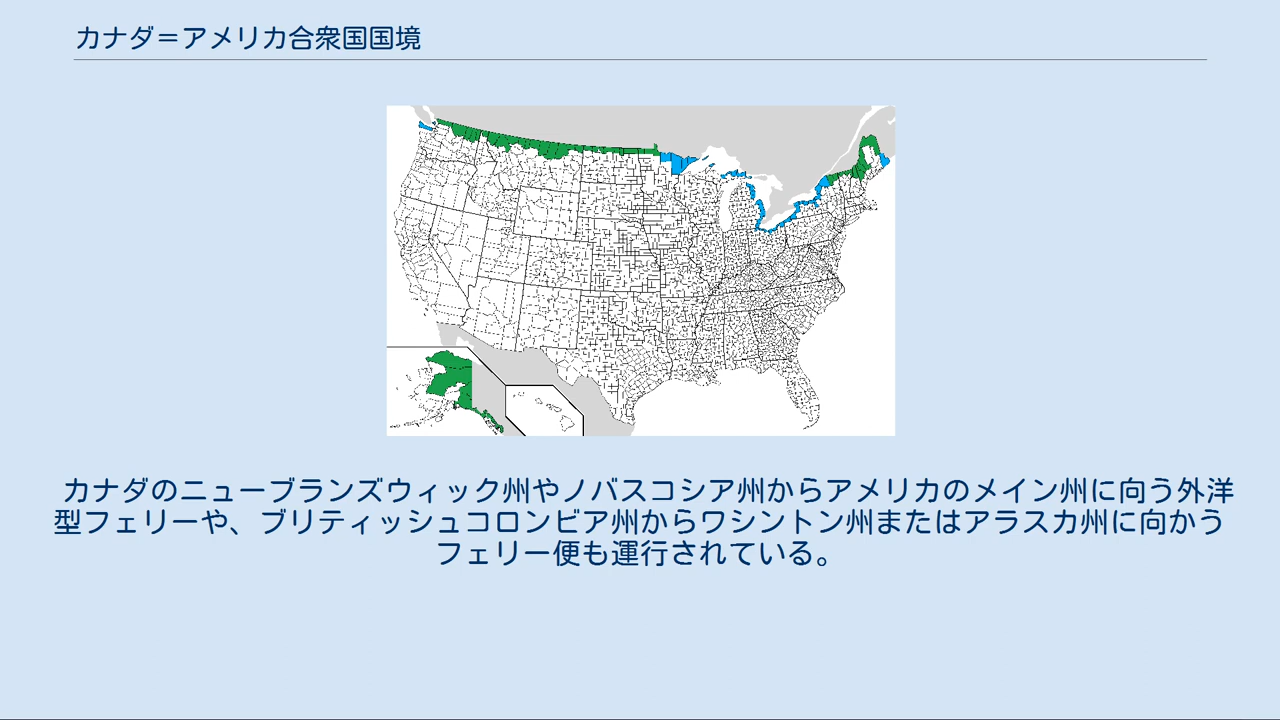 カナダ＝アメリカ合衆国国境
カナダのニューブランズウィック州やノバスコシア州からアメリカのメイン州に向う外洋
型フェリーや、ブリティッシュコロンビア州からワシントン州またはアラスカ州に向かう
フェリー便も運行されている。